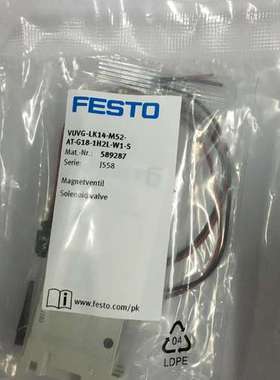 FESTO
VUVG-LK14-M52-
AT-G18-1H2L-W1-S
Mat.-Nr.: 589287
Serie: J558
Magnetventil
Solenoid valve
www.festo.com/pk
04
LDPE